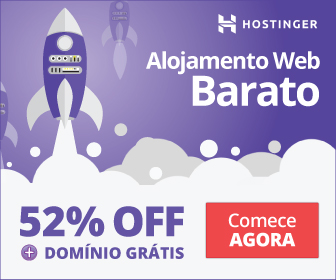 HOSTINGER
Alojamento Web
Barato
52% OFF
+ DOMÍNIO GRÁTIS
Comece
AGORA